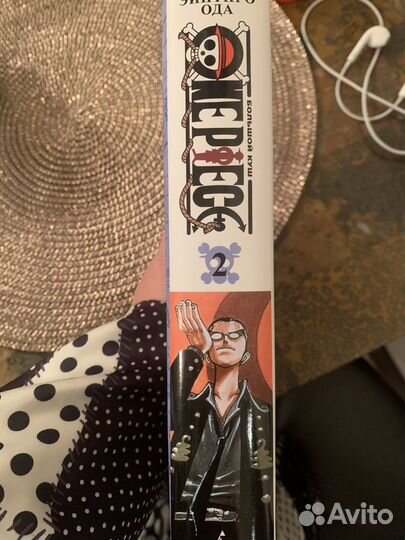 ЭЙИТИРО
ОДА
ONE PIECE
БОЛЬШОЙ КУШ
2
Avito